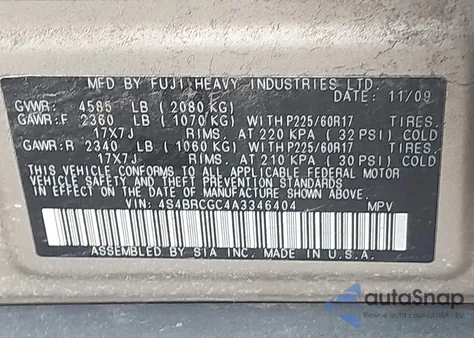 MFD BY FUJI HEAVY INDUSTRIES LTD.
DATE: 11/09
GVWR: 4585 LB (2080 KG)
GAWR:F 2360 LB (1070 KG) WITH P225/60R17 TIRES.
17X7J RIMS. AT 220 KPA (32 PSI) COLD
GAWR:R 2340 LB (1060 KG) WITH P225/60R17 TIRES.
17X7J RIMS. AT 210 KPA (30 PSI) COLD
THIS VEHICLE CONFORMS TO ALL APPLICABLE FEDERAL MOTOR
VEHICLE SAFETY AND THEFT PREVENTION STANDARDS IN EFFECT
ON THE DATE OF MANUFACTURE SHOWN ABOVE.
VIN: 4S4BRCGC4A3346404 MPV
ASSEMBLED BY SIA INC. MADE IN U.S.A.
autoSnap